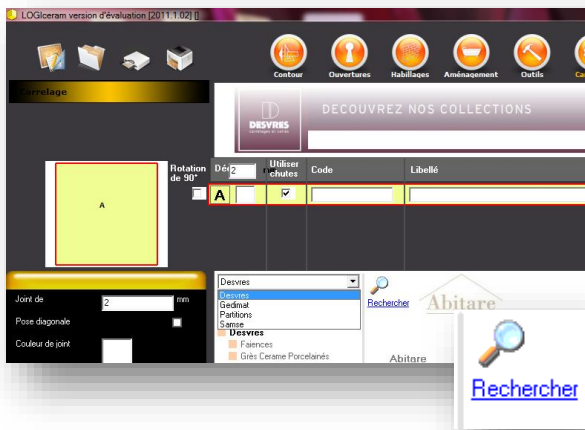 LOGIceram version d'évaluation [2011.1.02] []
Contour Ouvertures Habillages Aménagement Outils
Carrelage
DESVRES
DECOUVREZ NOS COLLECTIONS
Rotation de 90° 2 Utiliser chutes Code Libellé
A
A
Joint de 2 mm
Pose diagonale
Couleur de joint
Desvres
Desvres
Gedimat
Partitions
Samse
Desvres
Faiences
Grès Cerame Porcelainés
Rechercher
Abitare
Abitare
Rechercher